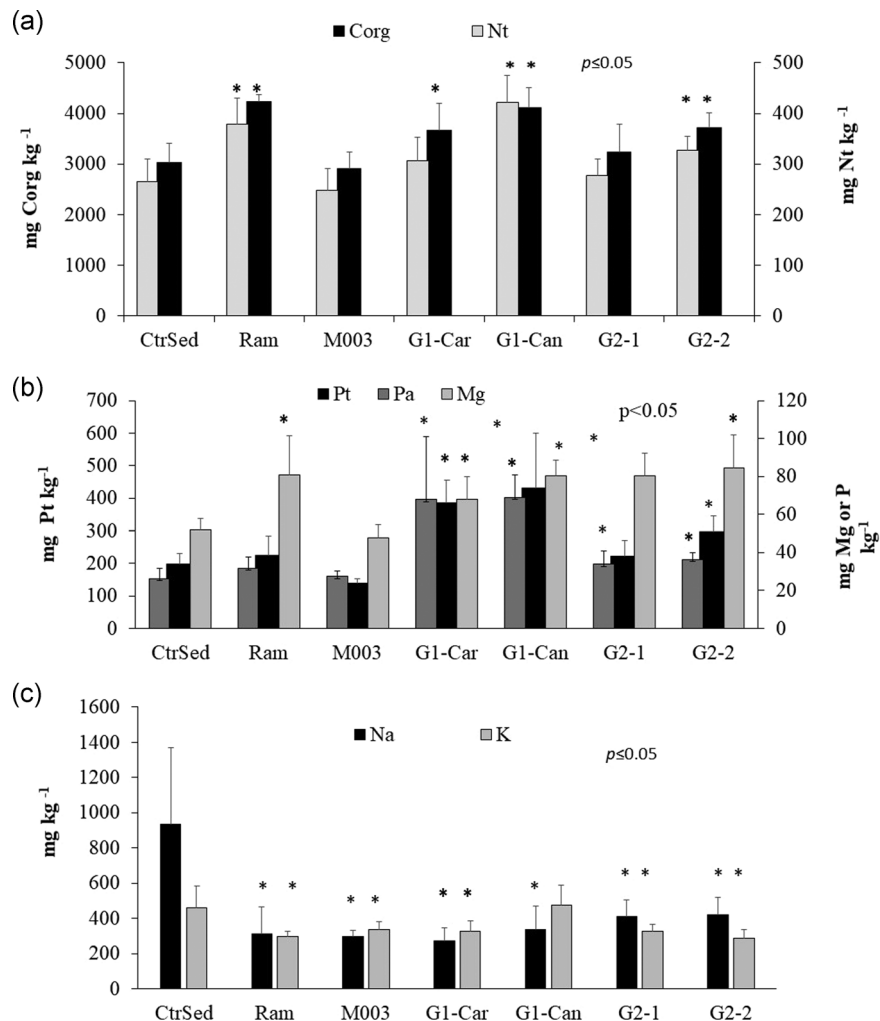 (a)
Corg Nt
p≤0.05
mg Corg kg -1
mg Nt kg -1
5000
4000
3000
2000
1000
0
500
400
300
200
100
0
* * * * * * *
CtrSed Ram M003 G1-Car G1-Can G2-1 G2-2
(b)
Pt Pa Mg
p<0.05
mg Pt kg-1
mg Mg or P
kg-1
700
600
500
400
300
200
100
0
120
100
80
60
40
20
0
* * * * * * * * * * * *
CtrSed Ram M003 G1-Car G1-Can G2-1 G2-2
(c)
Na K
p≤0.05
mg kg -1
1600
1400
1200
1000
800
600
400
200
0
* * * * * * * * * * *
CtrSed Ram M003 G1-Car G1-Can G2-1 G2-2